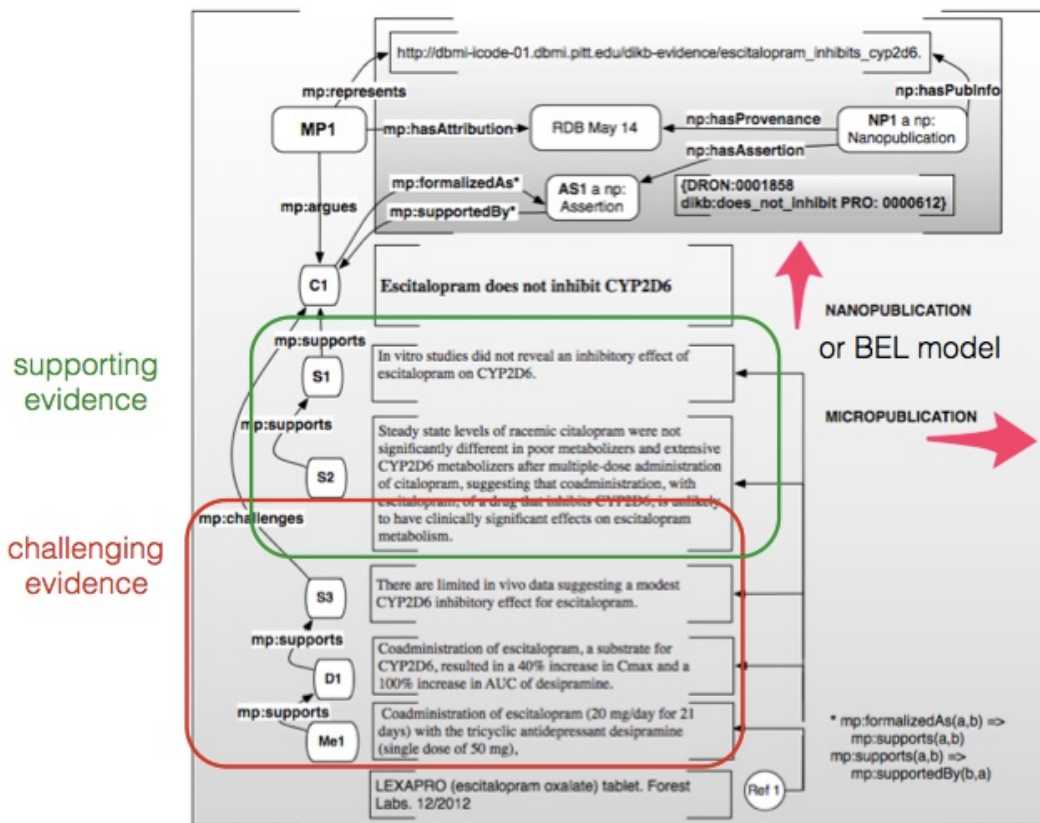 http://dbmi-icode-01.dbmi.pitt.edu/dikb-evidence/escitalopram_inhibits_cyp2d6.
mp:represents
np:hasPubInfo
MP1
mp:hasAttribution
RDB May 14
np:hasProvenance
NP1 a np:
Nanopublication
np:hasAssertion
mp:argues
mp:formalizedAs*
mp:supportedBy*
AS1 a np:
Assertion
{DRON:0001858
dikb:does_not_inhibit PRO: 0000612}
C1
Escitalopram does not inhibit CYP2D6
NANOPUBLICATION
or BEL model
MICROPUBLICATION
supporting
evidence
mp:supports
S1
In vitro studies did not reveal an inhibitory effect of
escitalopram on CYP2D6.
mp:supports
S2
Steady state levels of racemic citalopram were not
significantly different in poor metabolizers and extensive
CYP2D6 metabolizers after multiple-dose administration
of citalopram, suggesting that coadministration, with
escitalopram, of a drug that inhibits CYP2D6, is unlikely
to have clinically significant effects on escitalopram
metabolism.
mp:challenges
challenging
evidence
S3
There are limited in vivo data suggesting a modest
CYP2D6 inhibitory effect for escitalopram.
mp:supports
D1
Coadministration of escitalopram, a substrate for
CYP2D6, resulted in a 40% increase in Cmax and a
100% increase in AUC of desipramine.
mp:supports
Me1
Coadministration of escitalopram (20 mg/day for 21
days) with the tricyclic antidepressant desipramine
(single dose of 50 mg),
LEXAPRO (escitalopram oxalate) tablet. Forest
Labs. 12/2012
Ref 1
* mp:formalizedAs(a,b) =>
mp:supports(a,b)
mp:supports(a,b) =>
mp:supportedBy(b,a)